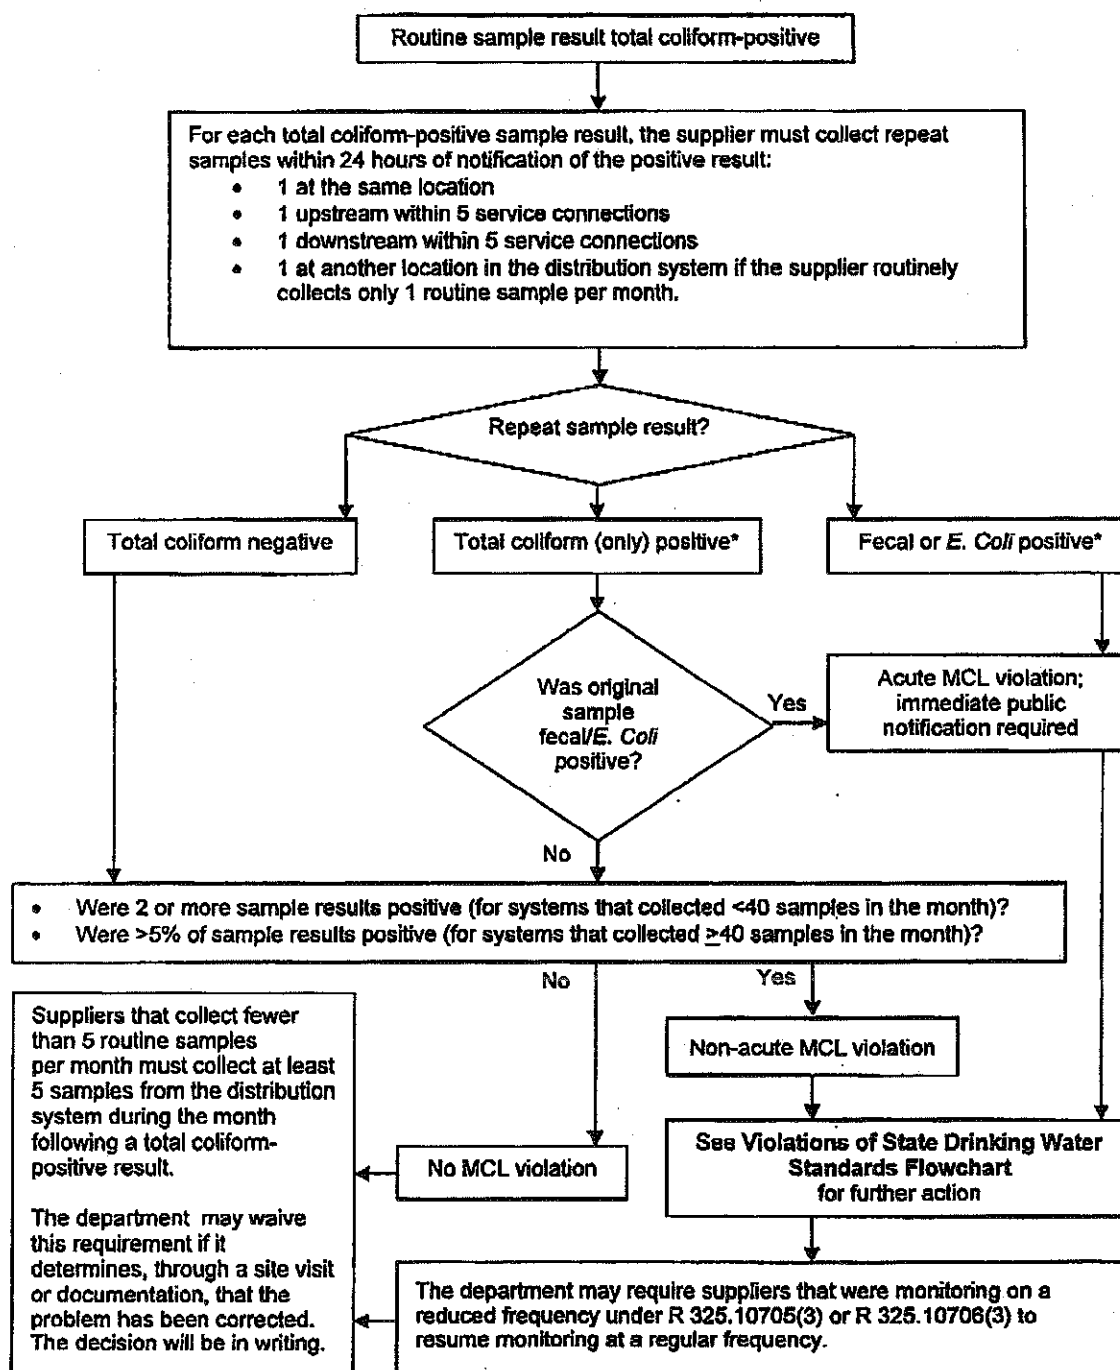 Routine sample result total coliform-positive
For each total coliform-positive sample result, the supplier must collect repeat
samples within 24 hours of notification of the positive result:
• 1 at the same location
• 1 upstream within 5 service connections
• 1 downstream within 5 service connections
• 1 at another location in the distribution system if the supplier routinely
collects only 1 routine sample per month.
Repeat sample result?
Total coliform negative
Total coliform (only) positive*
Fecal or E. Coli positive*
Was original
sample
fecal/E. Coli
positive?
Yes
Acute MCL violation;
immediate public
notification required
No
• Were 2 or more sample results positive (for systems that collected <40 samples in the month)?
• Were >5% of sample results positive (for systems that collected ≥40 samples in the month)?
No
Yes
Suppliers that collect fewer
than 5 routine samples
per month must collect at least
5 samples from the distribution
system during the month
following a total coliform-
positive result.
The department may waive
this requirement if it
determines, through a site visit
or documentation, that the
problem has been corrected.
The decision will be in writing.
Non-acute MCL violation
No MCL violation
See Violations of State Drinking Water
Standards Flowchart
for further action
The department may require suppliers that were monitoring on a
reduced frequency under R 325.10705(3) or R 325.10706(3) to
resume monitoring at a regular frequency.